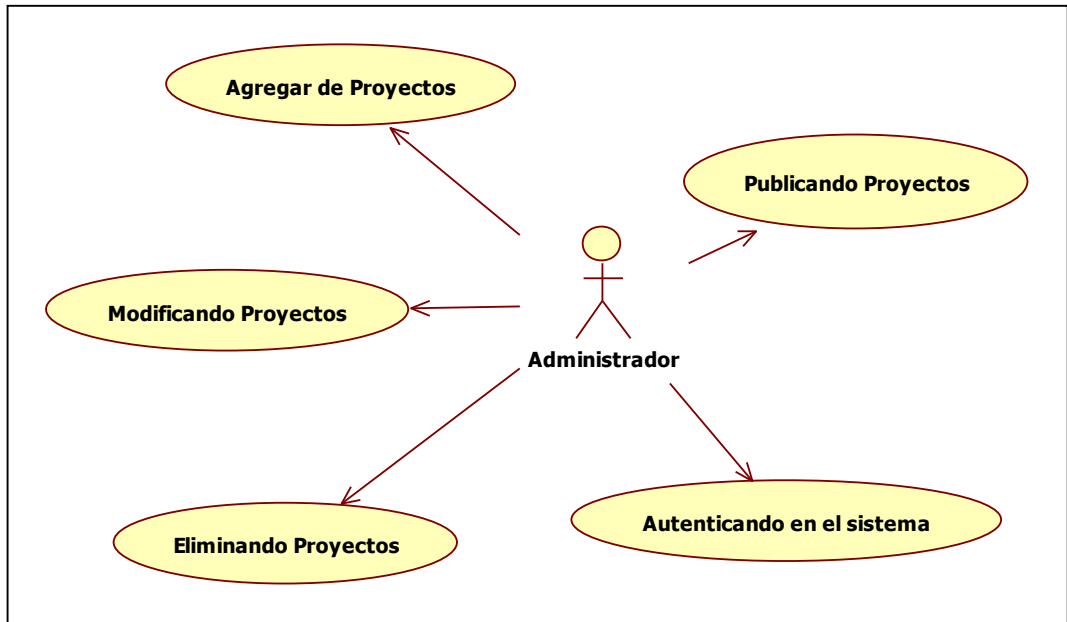 Agregar de Proyectos
Publicando Proyectos
Modificando Proyectos
Administrador
Autenticando en el sistema
Eliminando Proyectos